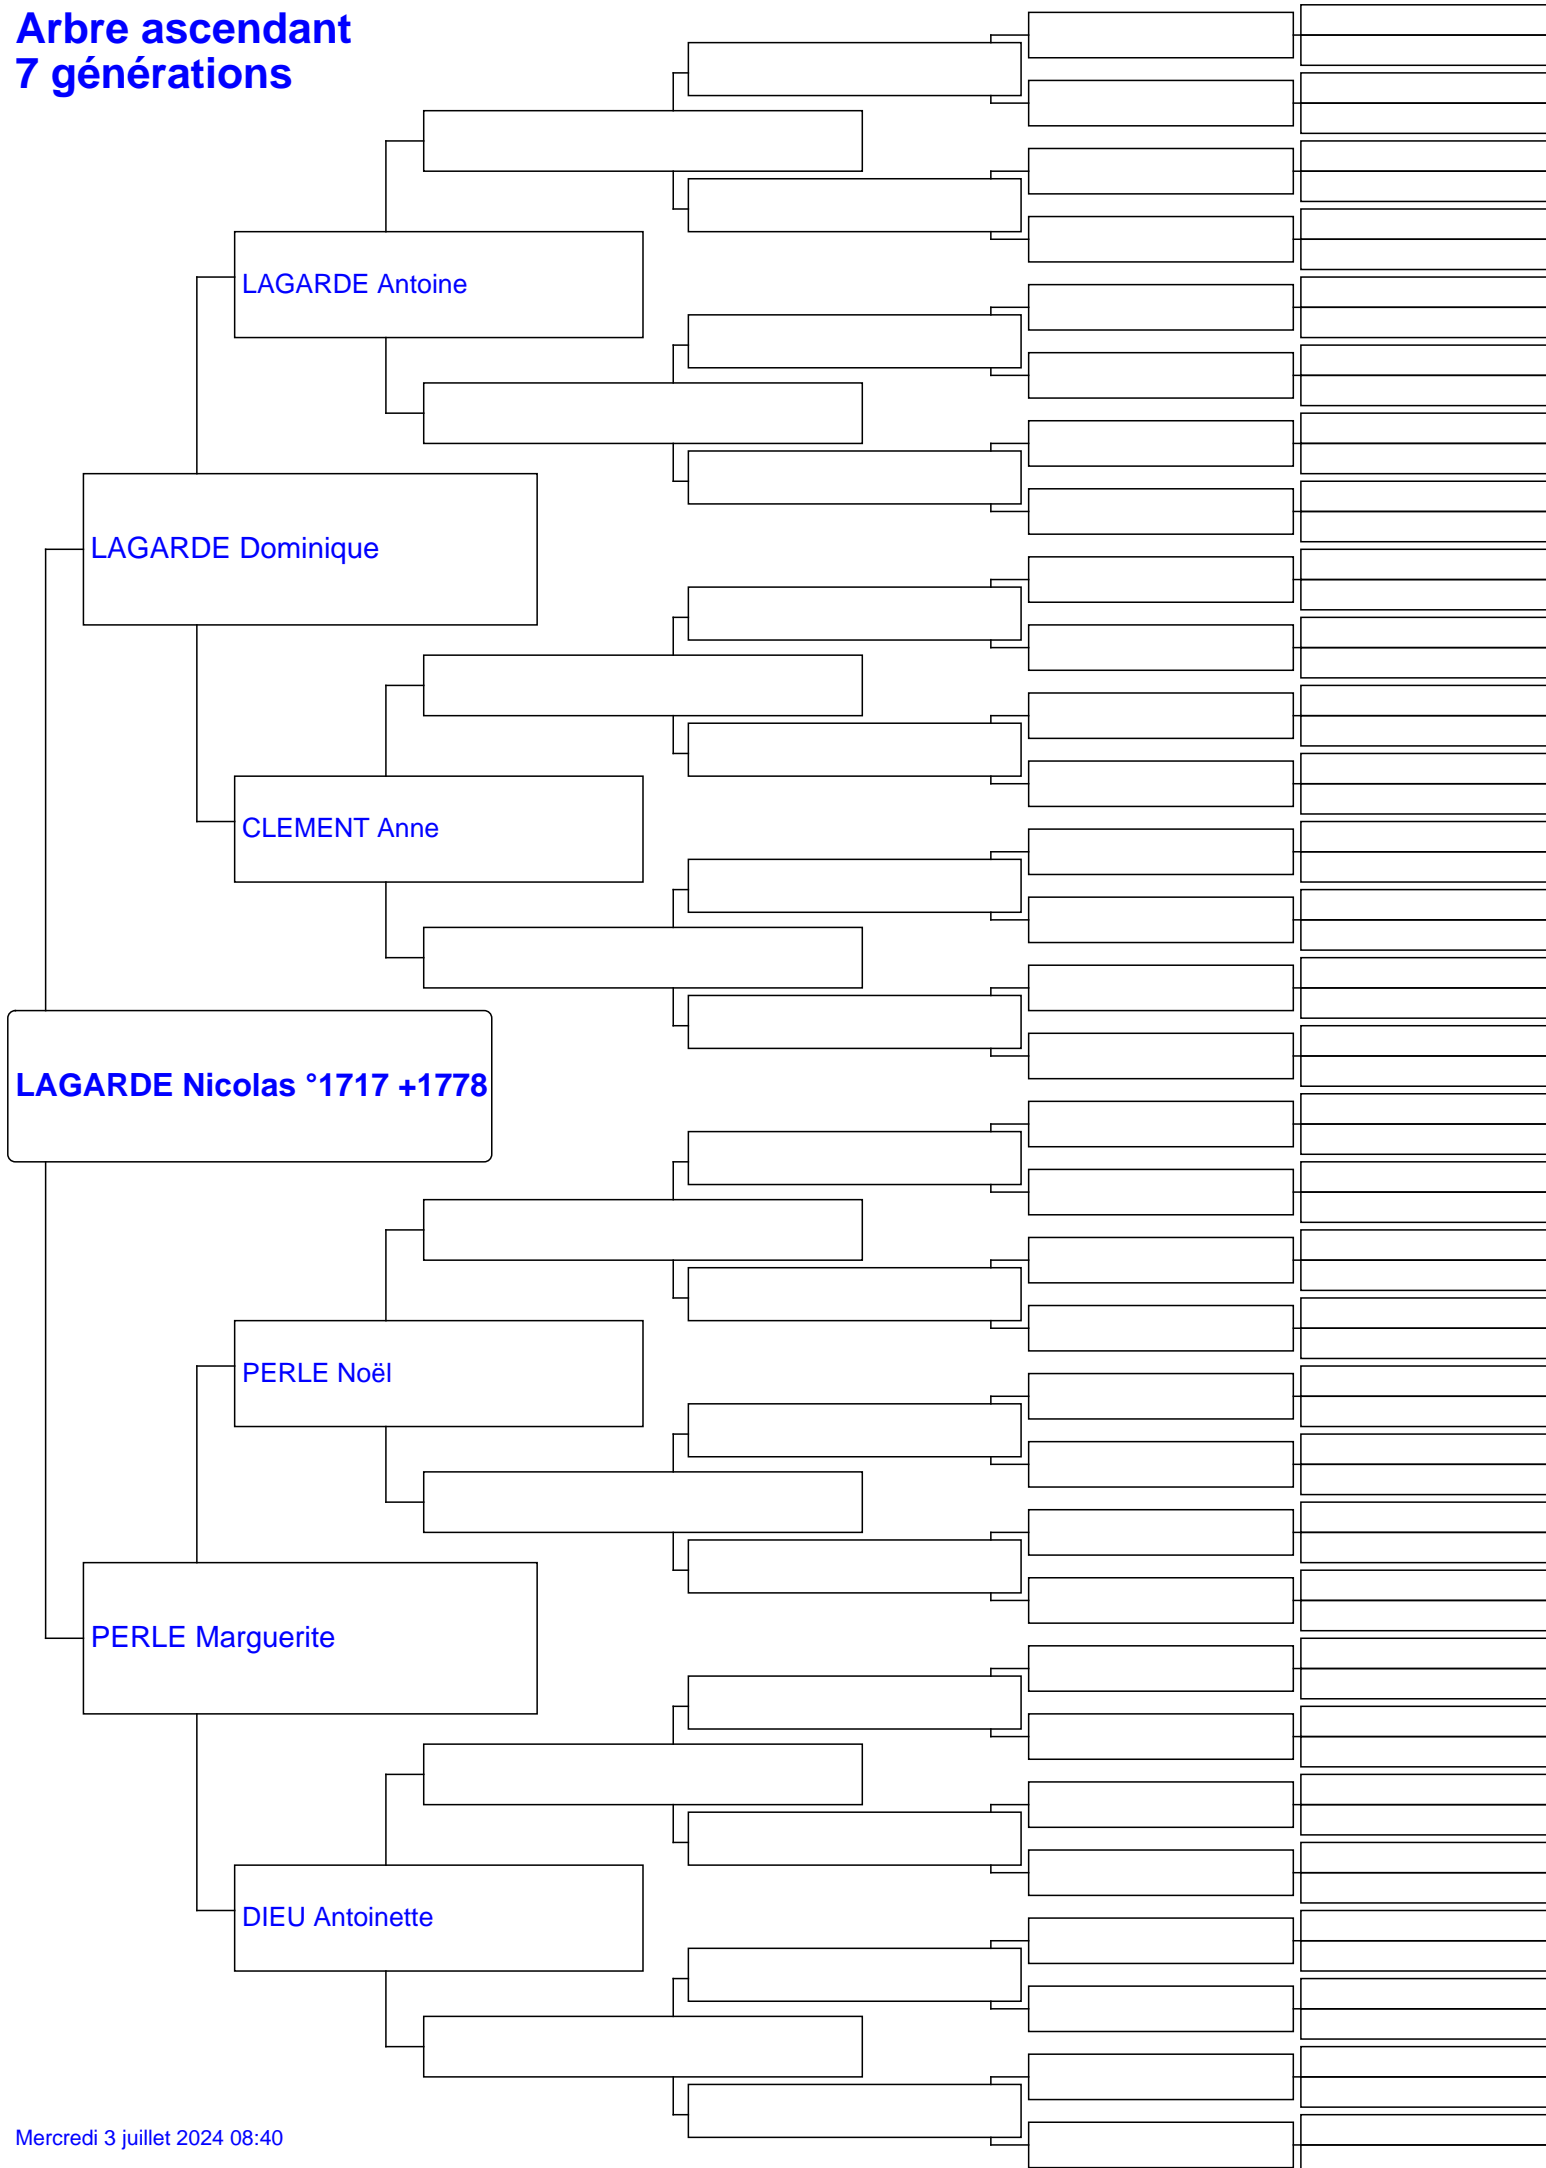 Arbre ascendant
7 générations
LAGARDE Antoine
LAGARDE Dominique
CLEMENT Anne
LAGARDE Nicolas °1717 +1778
PERLE Noël
PERLE Marguerite
DIEU Antoinette
Mercredi 3 juillet 2024 08:40